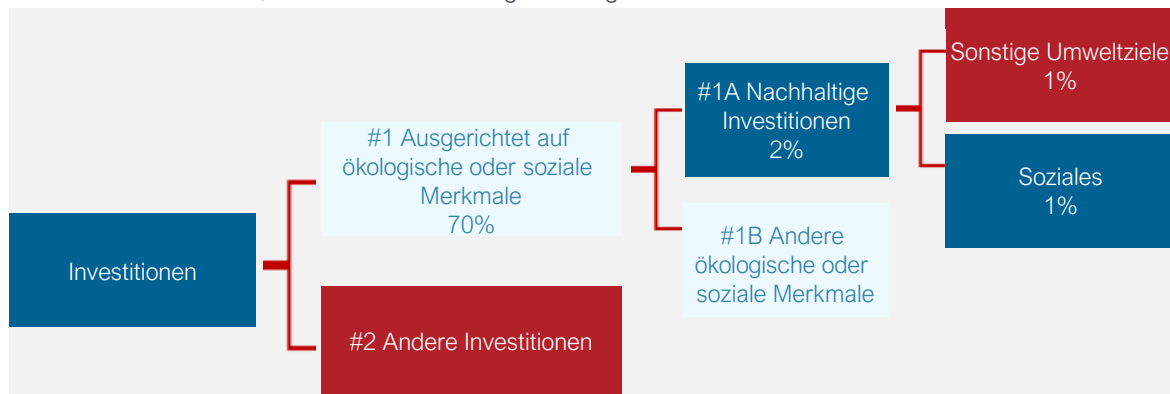 Investitionen
#1 Ausgerichtet auf
ökologische oder soziale
Merkmale
70%
#2 Andere Investitionen
#1A Nachhaltige
Investitionen
2%
#1B Andere
ökologische oder
soziale Merkmale
Sonstige Umweltziele
1%
Soziales
1%